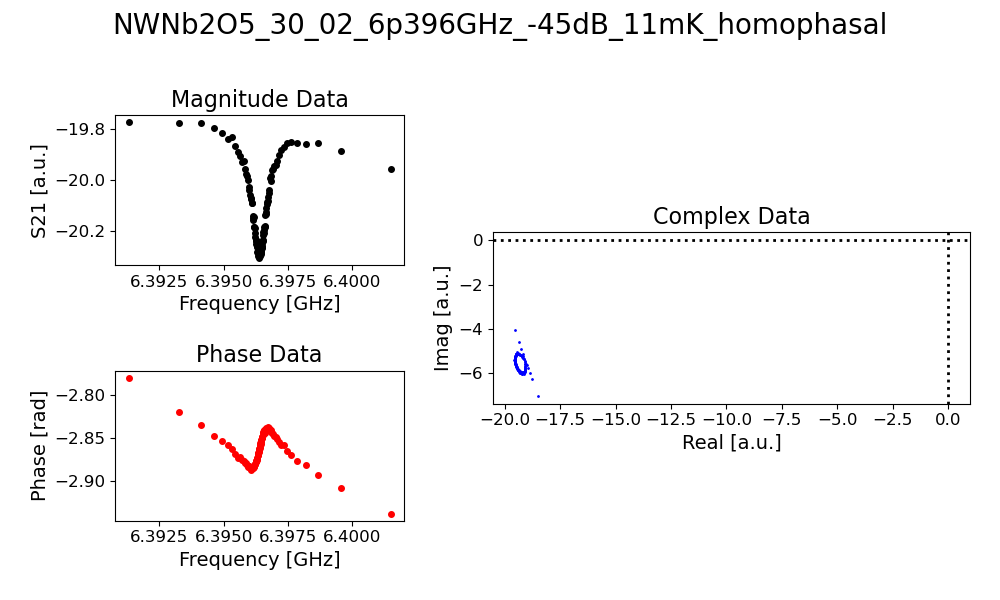 NWNb2O5_30_02_6p396GHz_-45dB_11mK_homophasal
Magnitude Data
S21 [a.u.]
−19.8
−20.0
−20.2
6.3925 6.3950 6.3975 6.4000
Frequency [GHz]
Phase Data
Phase [rad]
−2.80
−2.85
−2.90
6.3925 6.3950 6.3975 6.4000
Frequency [GHz]
Complex Data
Imag [a.u.]
0
−2
−4
−6
−20.0 −17.5 −15.0 −12.5 −10.0 −7.5 −5.0 −2.5 0.0
Real [a.u.]